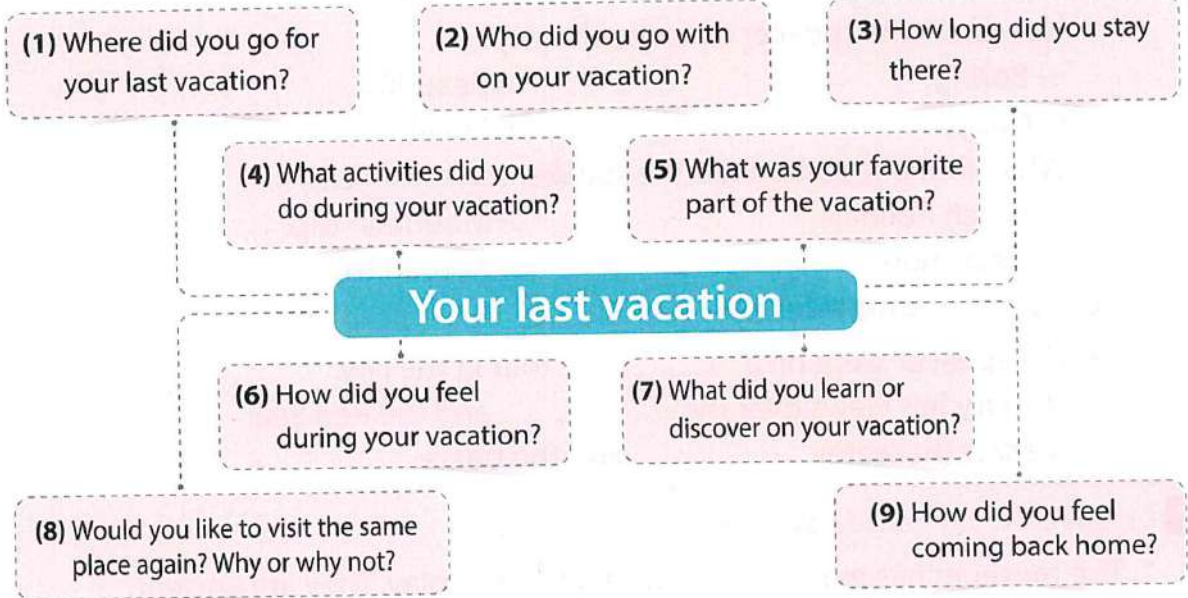 (1) Where did you go for
your last vacation?
(2) Who did you go with
on your vacation?
(3) How long did you stay
there?
(4) What activities did you
do during your vacation?
(5) What was your favorite
part of the vacation?
Your last vacation
(6) How did you feel
during your vacation?
(7) What did you learn or
discover on your vacation?
(8) Would you like to visit the same
place again? Why or why not?
(9) How did you feel
coming back home?